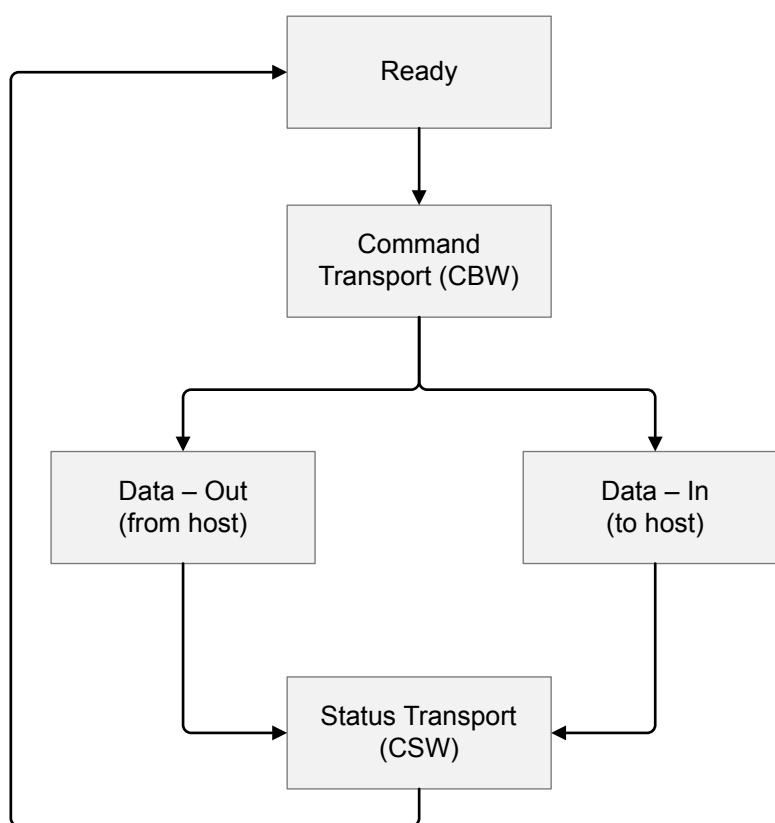 Ready
Command
Transport (CBW)
Data – Out
(from host)
Data – In
(to host)
Status Transport
(CSW)